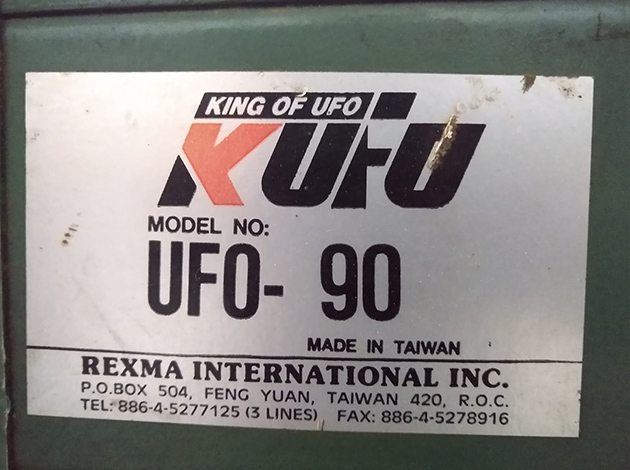 KING OF UFO
KUFO
MODEL NO:
UFO- 90
MADE IN TAIWAN
REXMA INTERNATIONAL INC.
P.O.BOX 504, FENG YUAN, TAIWAN 420, R.O.C.
TEL: 886-4-5277125 (3 LINES) FAX: 886-4-5278916